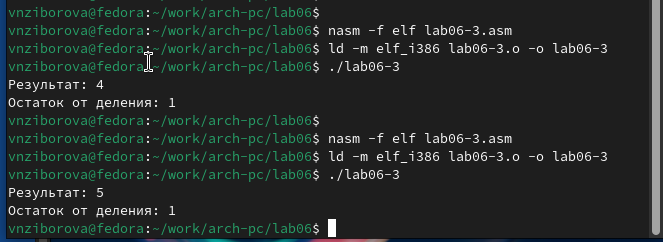 vnziborova@fedora:~/work/arch-pc/lab06$
vnziborova@fedora:~/work/arch-pc/lab06$ nasm -f elf lab06-3.asm
vnziborova@fedora:~/work/arch-pc/lab06$ ld -m elf_i386 lab06-3.o -o lab06-3
vnziborova@fedora:~/work/arch-pc/lab06$ ./lab06-3
Результат: 4
Остаток от деления: 1
vnziborova@fedora:~/work/arch-pc/lab06$
vnziborova@fedora:~/work/arch-pc/lab06$ nasm -f elf lab06-3.asm
vnziborova@fedora:~/work/arch-pc/lab06$ ld -m elf_i386 lab06-3.o -o lab06-3
vnziborova@fedora:~/work/arch-pc/lab06$ ./lab06-3
Результат: 5
Остаток от деления: 1
vnziborova@fedora:~/work/arch-pc/lab06$